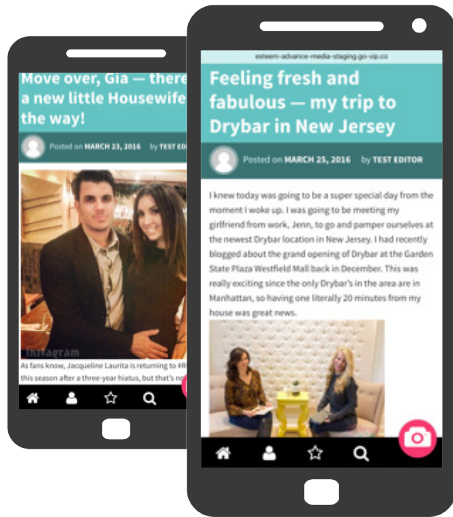 Move over, Gia — there
a new little Housewife
the way!
Posted on MARCH 23, 2016 by TEST EDI
Instagram
As fans know, Jacqueline Laurita is returning to #R
this season after a three-year hiatus, but that's no
esteem-advance-media-staging.go-vip.co
Feeling fresh and
fabulous — my trip to
Drybar in New Jersey
Posted on MARCH 25, 2016 by TEST EDITOR
I knew today was going to be a super special day from the
moment I woke up. I was going to be meeting my
girlfriend from work, Jenn, to go and pamper ourselves at
the newest Drybar location in New Jersey. I had recently
blogged about the grand opening of Drybar at the Garden
State Plaza Westfield Mall back in December. This was
really exciting since the only Drybar's in the area are in
Manhattan, so having one literally 20 minutes from my
house was great news.